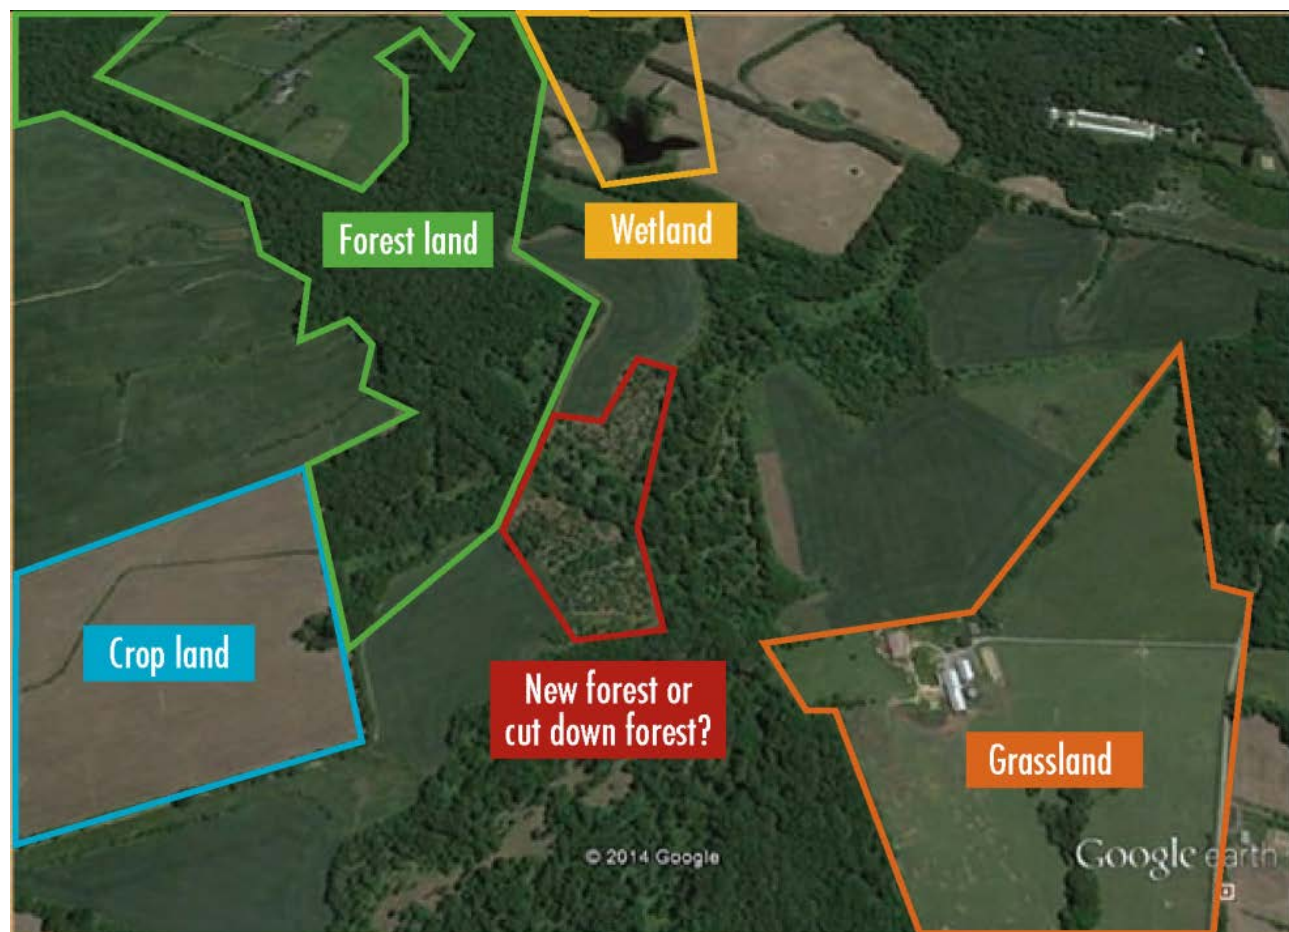 Forest land
Wetland
Crop land
New forest or
cut down forest?
Grassland
© 2014 Google
Google earth